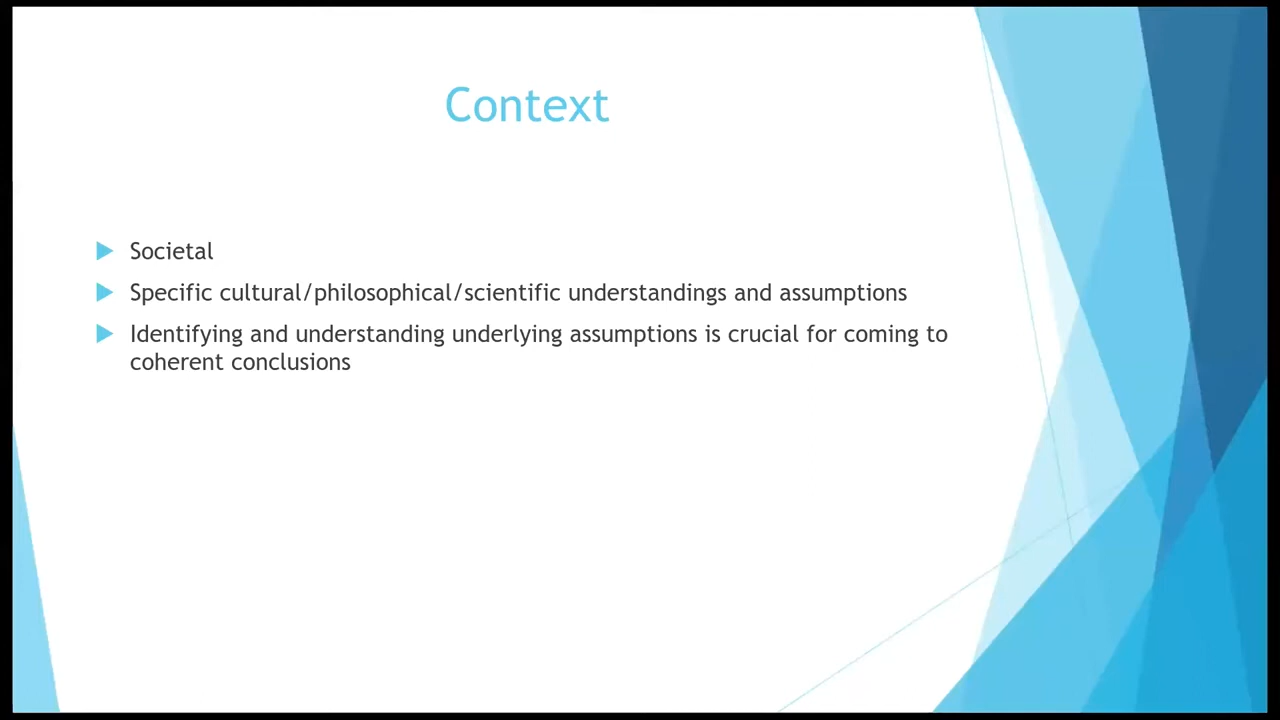 Context
Societal
Specific cultural/philosophical/scientific understandings and assumptions
Identifying and understanding underlying assumptions is crucial for coming to
coherent conclusions